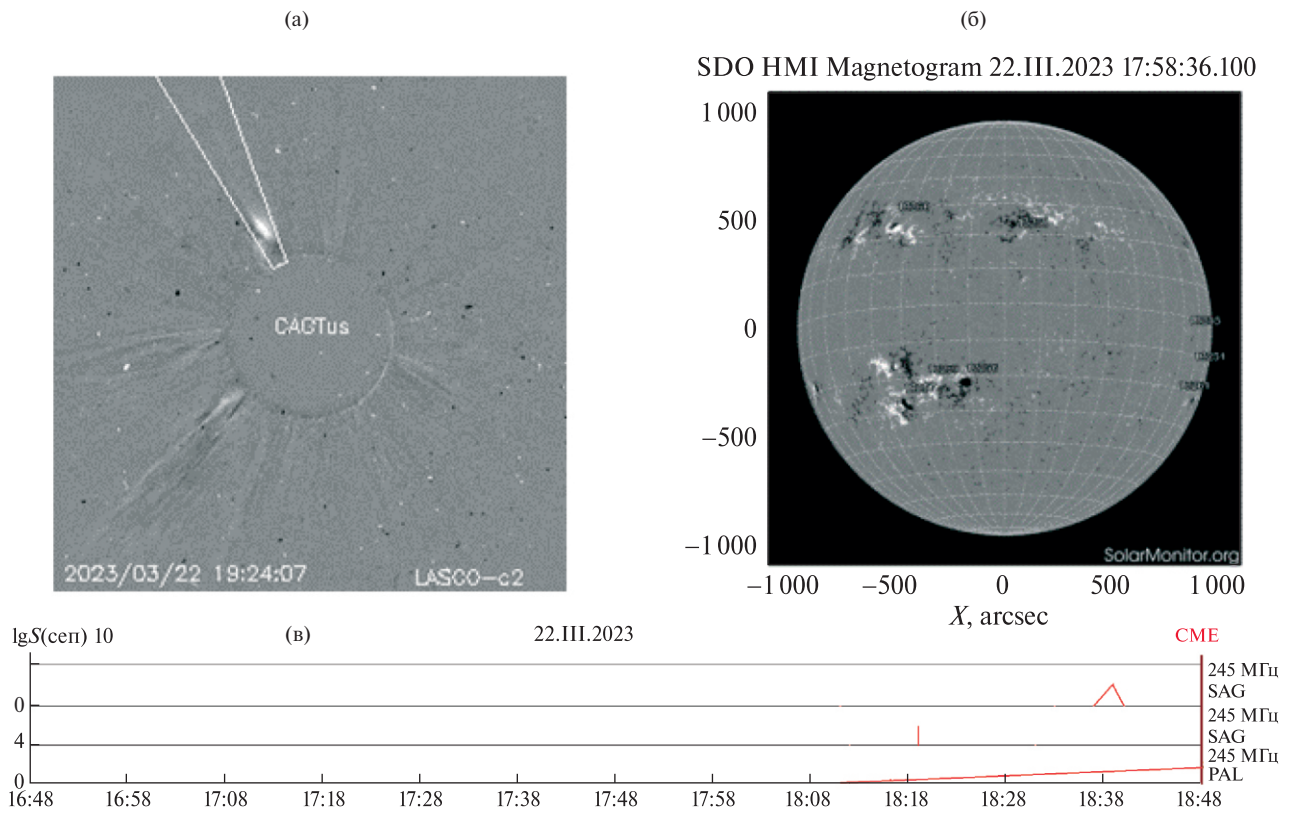 (а)
(б)
SDO HMI Magnetogram 22.III.2023 17:58:36.100
CACTus
2023/03/22 19:24:07
LASCO-c2
1 000
500
0
−500
−1 000
SolarMonitor.org
−1 000
−500
0
500
1 000
X, arcsec
lgS(сеп) 10
(в)
22.III.2023
CME
245 МГц
SAG
0
245 МГц
SAG
4
245 МГц
PAL
0
16:48
16:58
17:08
17:18
17:28
17:38
17:48
17:58
18:08
18:18
18:28
18:38
18:48